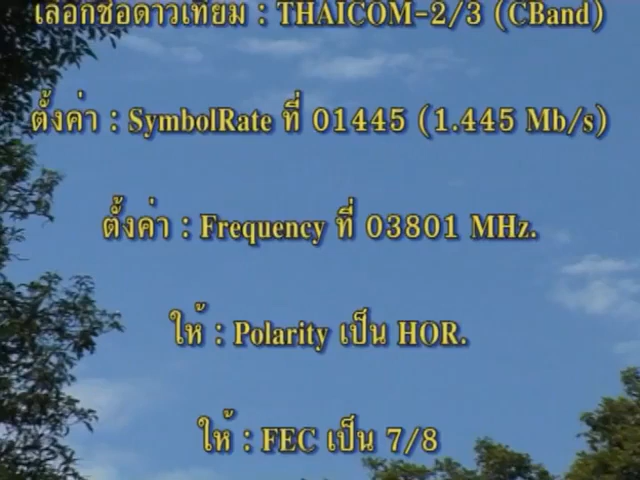 เลือกชื่อดาวเทียม : THAICOM-2/3 (CBand)
ตั้งค่า : SymbolRate ที่ 01445 (1.445 Mb/s)
ตั้งค่า : Frequency ที่ 03801 MHz.
ให้ : Polarity เป็น HOR.
ให้ : FEC เป็น 7/8